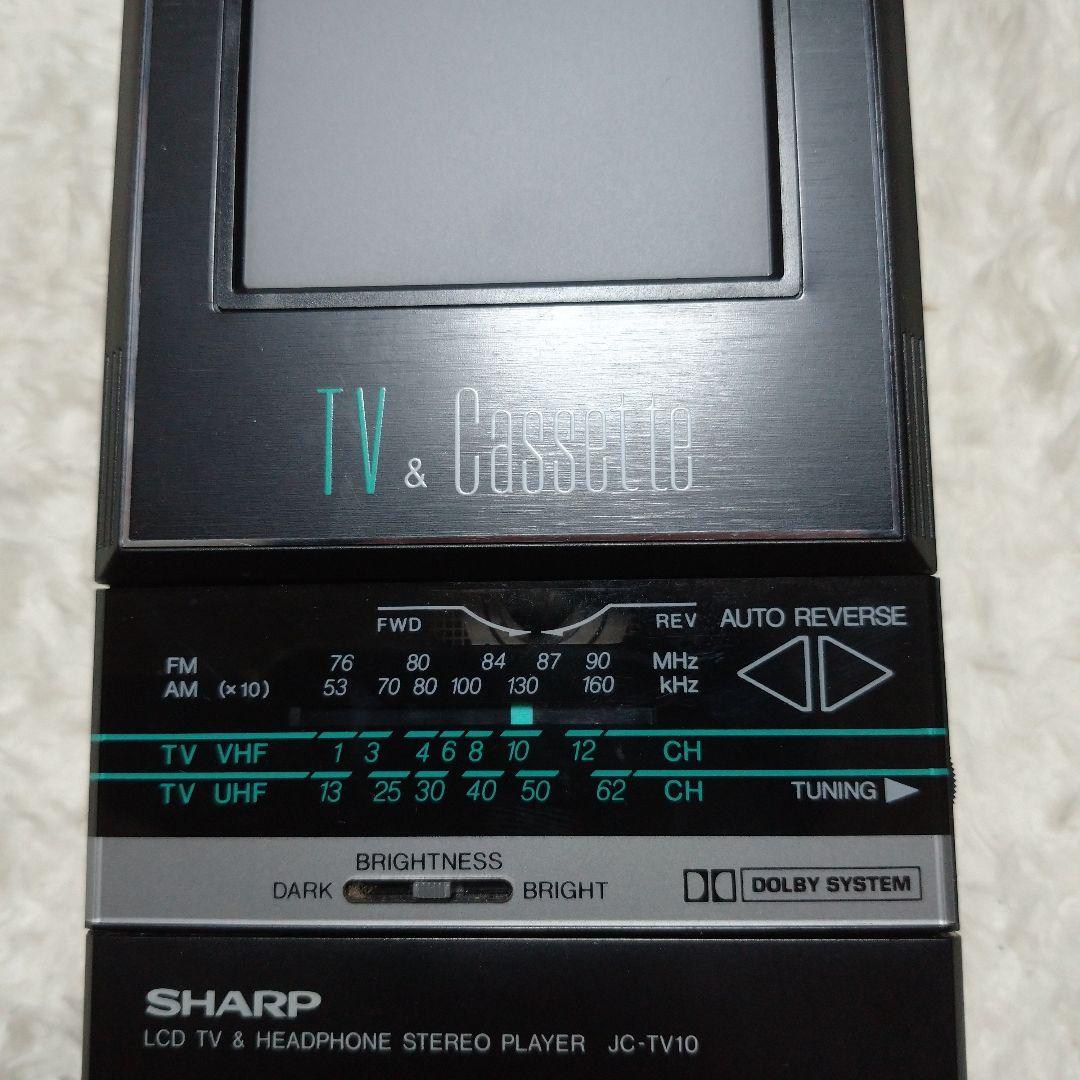 TV & Cassette
FWD REV AUTO REVERSE
FM 76 80 84 87 90 MHz
AM (×10) 53 70 80 100 130 160 kHz
TV VHF 1 3 4 6 8 10 12 CH
TV UHF 13 25 30 40 50 62 CH TUNING
BRIGHTNESS
DARK BRIGHT DOLBY SYSTEM
SHARP
LCD TV & HEADPHONE STEREO PLAYER JC-TV10